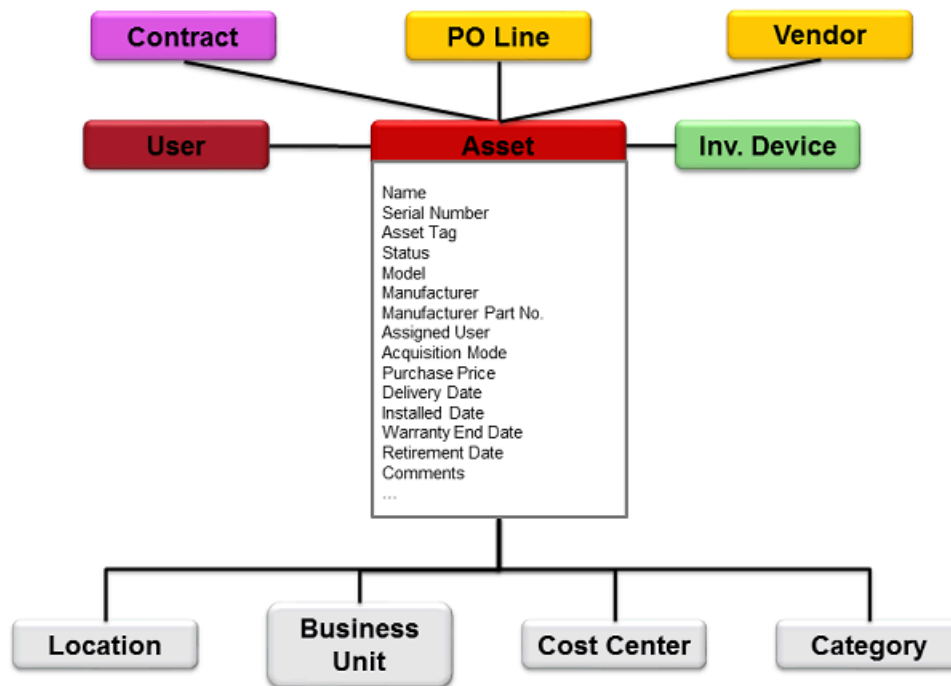 Contract
PO Line
Vendor
User
Asset
Inv. Device
Name
Serial Number
Asset Tag
Status
Model
Manufacturer
Manufacturer Part No.
Assigned User
Acquisition Mode
Purchase Price
Delivery Date
Installed Date
Warranty End Date
Retirement Date
Comments
...
Location
Business
Unit
Cost Center
Category